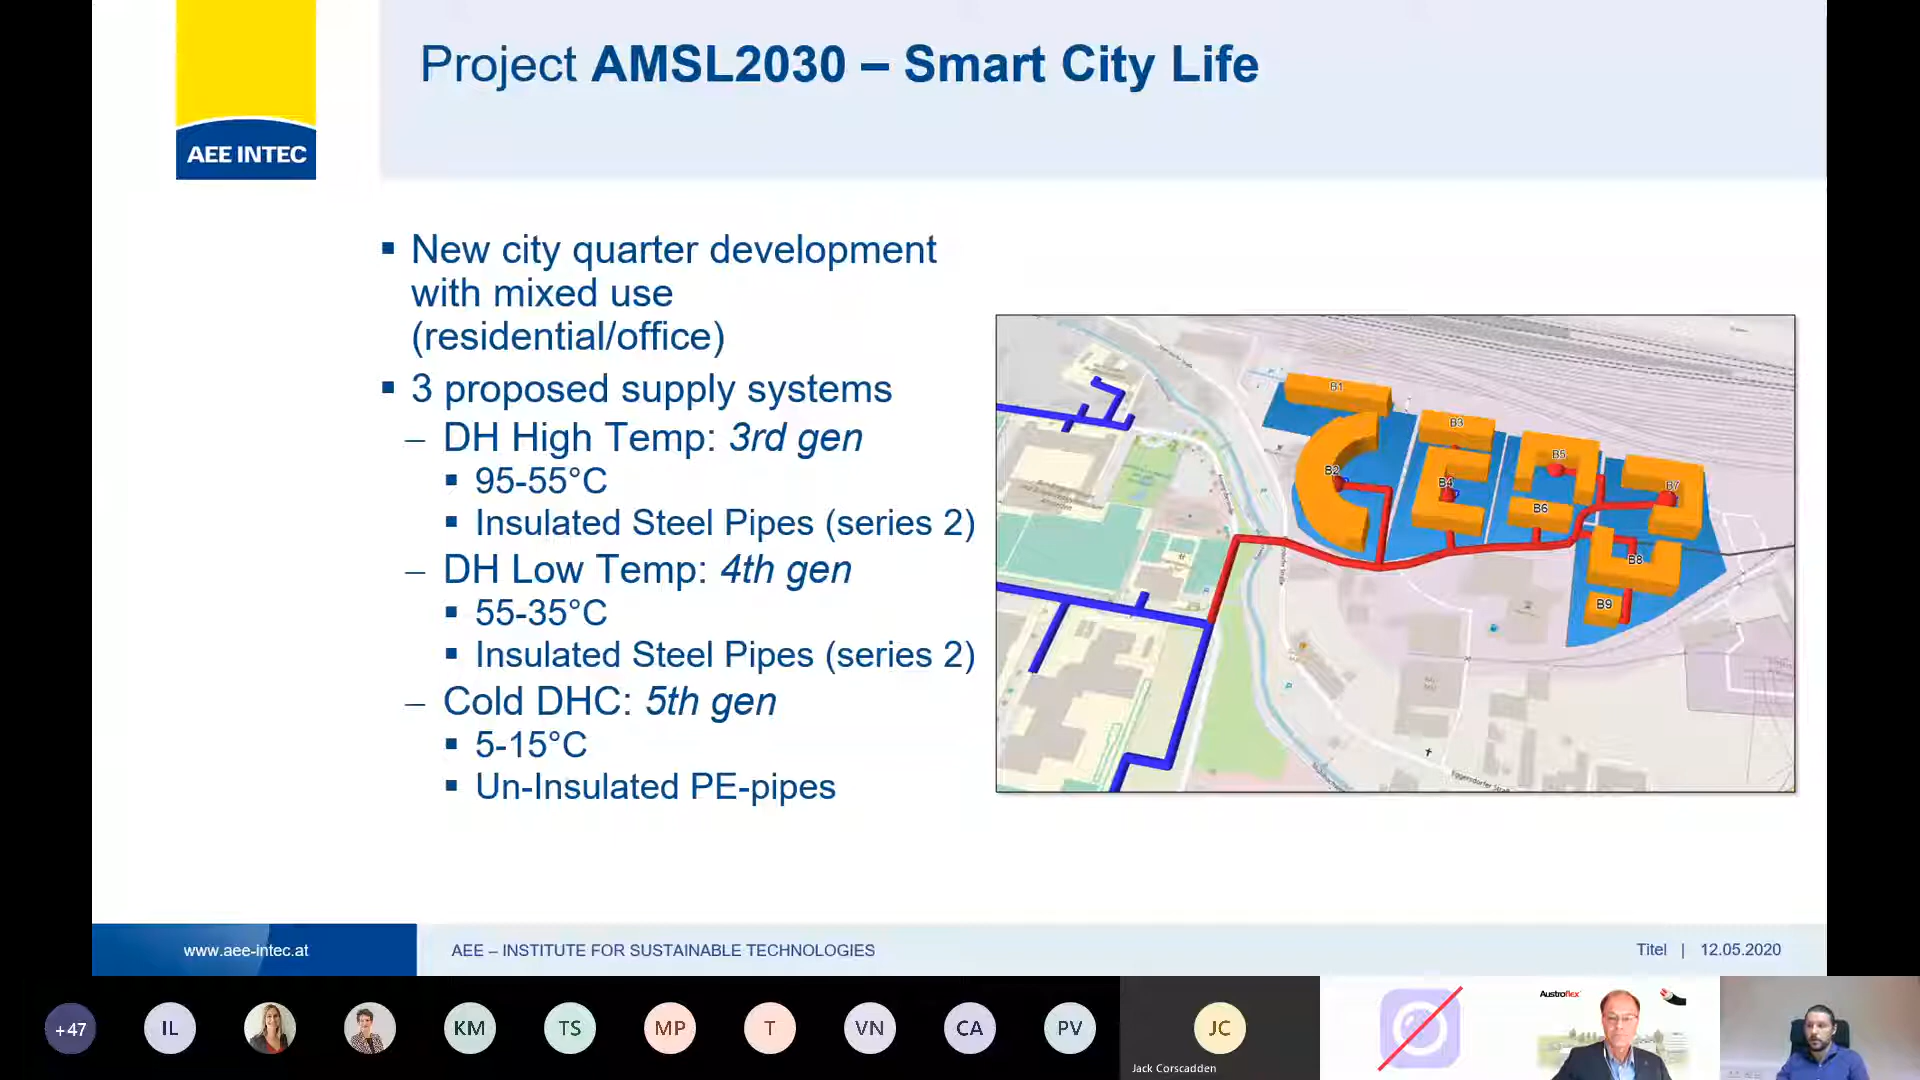 Project AMSL2030 – Smart City Life
AEE INTEC
▪ New city quarter development
with mixed use
(residential/office)
▪ 3 proposed supply systems
– DH High Temp: 3rd gen
▪ 95-55°C
▪ Insulated Steel Pipes (series 2)
– DH Low Temp: 4th gen
▪ 55-35°C
▪ Insulated Steel Pipes (series 2)
– Cold DHC: 5th gen
▪ 5-15°C
▪ Un-Insulated PE-pipes
B1
B3
B2
B4
B5
B7
B6
B8
B9
P
www.aee-intec.at
AEE – INSTITUTE FOR SUSTAINABLE TECHNOLOGIES
Titel | 12.05.2020
+47
IL
KM
TS
MP
T
VN
CA
PV
JC
Jack Corscadden
Austroflex